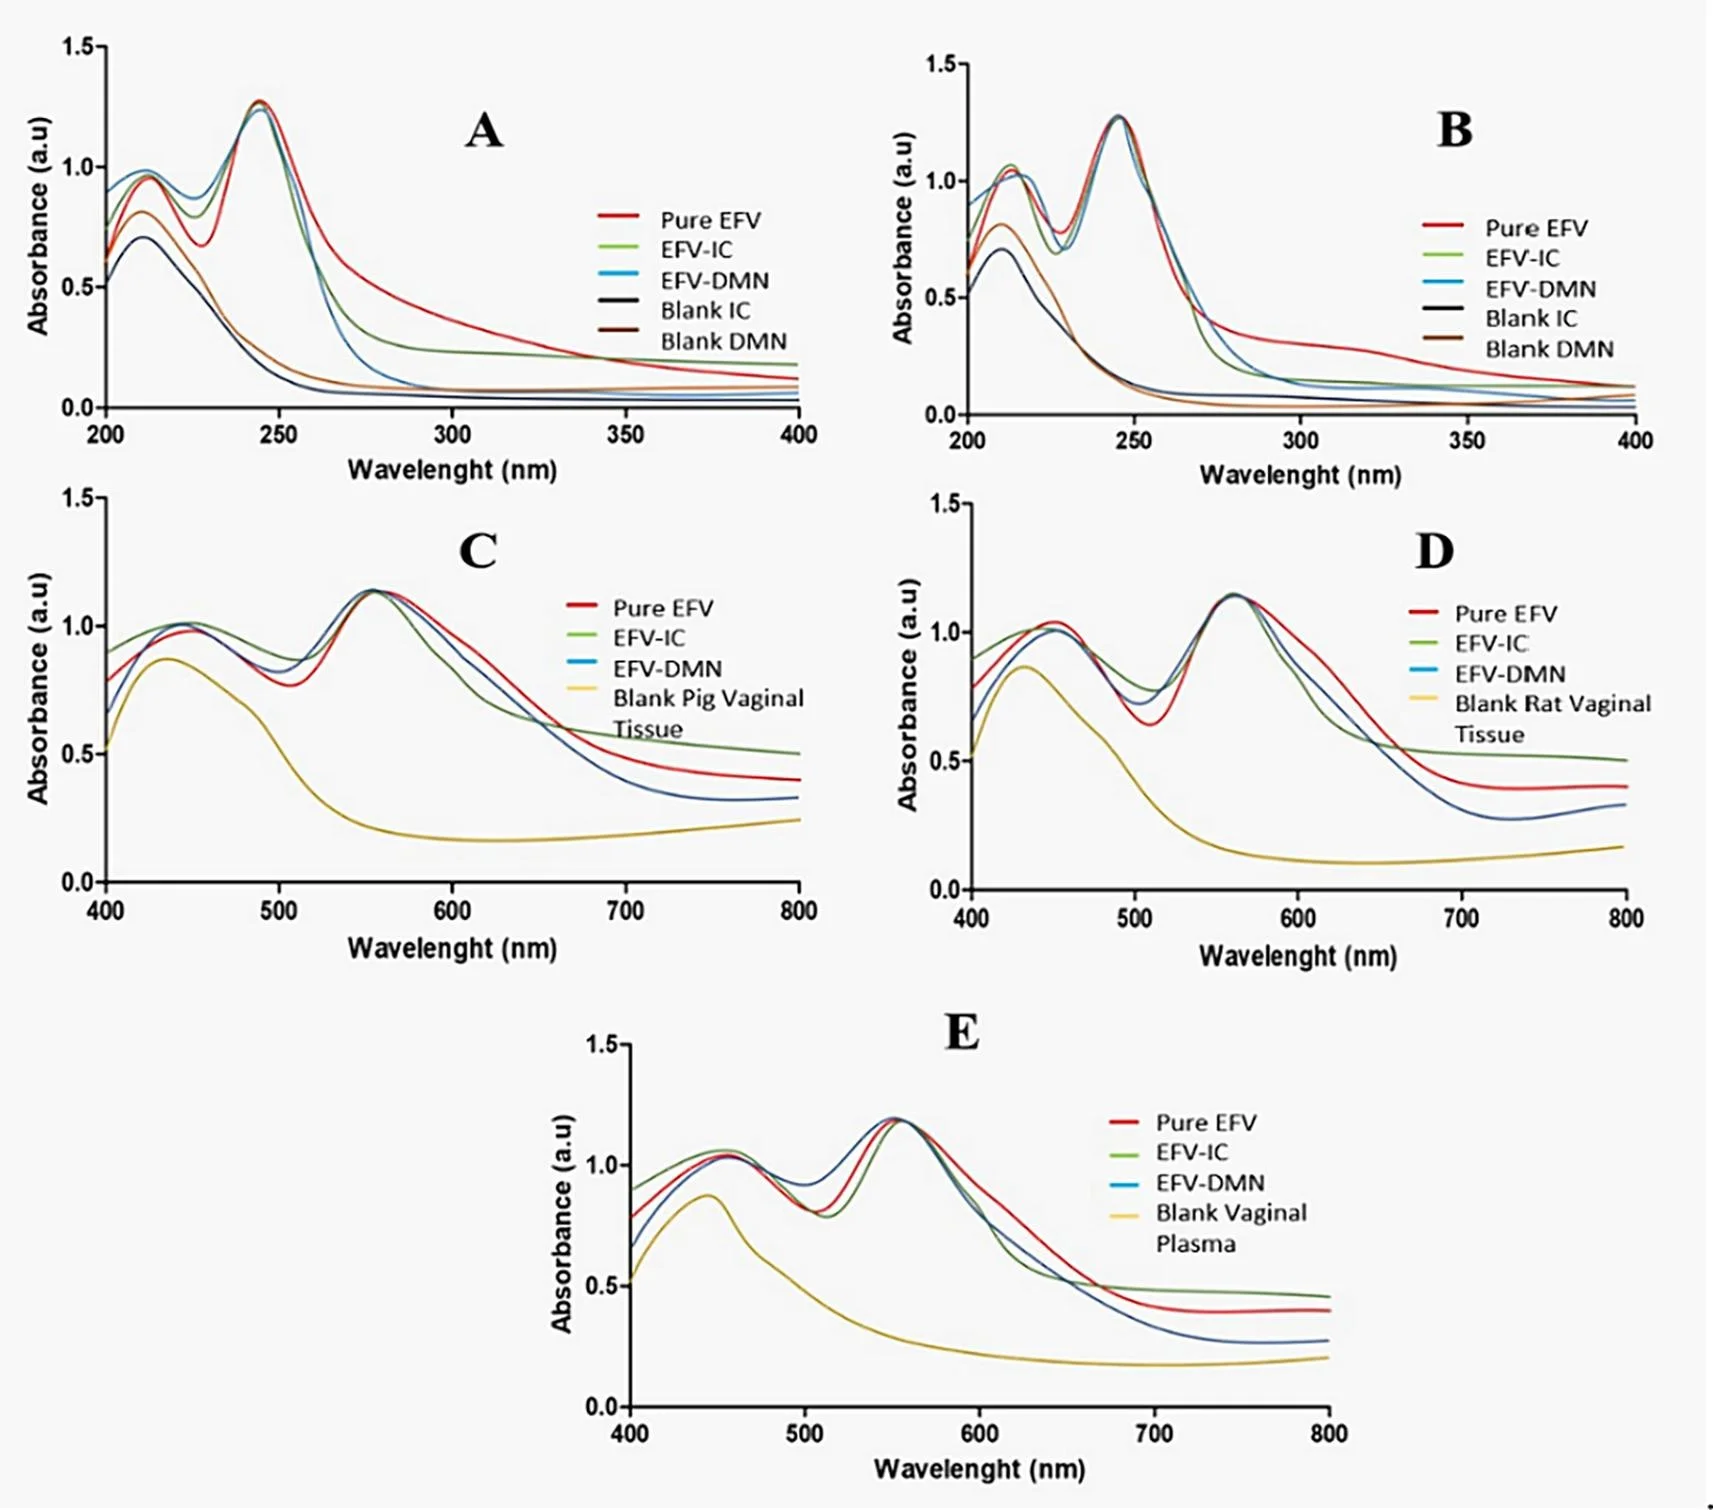 A
1.5
1.0
0.5
0.0
Absorbance (a.u)
200 250 300 350 400
Wavelenght (nm)
Pure EFV
EFV-IC
EFV-DMN
Blank IC
Blank DMN
B
1.5
1.0
0.5
0.0
Absorbance (a.u)
200 250 300 350 400
Wavelenght (nm)
Pure EFV
EFV-IC
EFV-DMN
Blank IC
Blank DMN
C
1.5
1.0
0.5
0.0
Absorbance (a.u)
400 500 600 700 800
Wavelenght (nm)
Pure EFV
EFV-IC
EFV-DMN
Blank Pig Vaginal
Tissue
D
1.5
1.0
0.5
0.0
Absorbance (a.u)
400 500 600 700 800
Wavelenght (nm)
Pure EFV
EFV-IC
EFV-DMN
Blank Rat Vaginal
Tissue
E
1.5
1.0
0.5
0.0
Absorbance (a.u)
400 500 600 700 800
Wavelenght (nm)
Pure EFV
EFV-IC
EFV-DMN
Blank Vaginal
Plasma